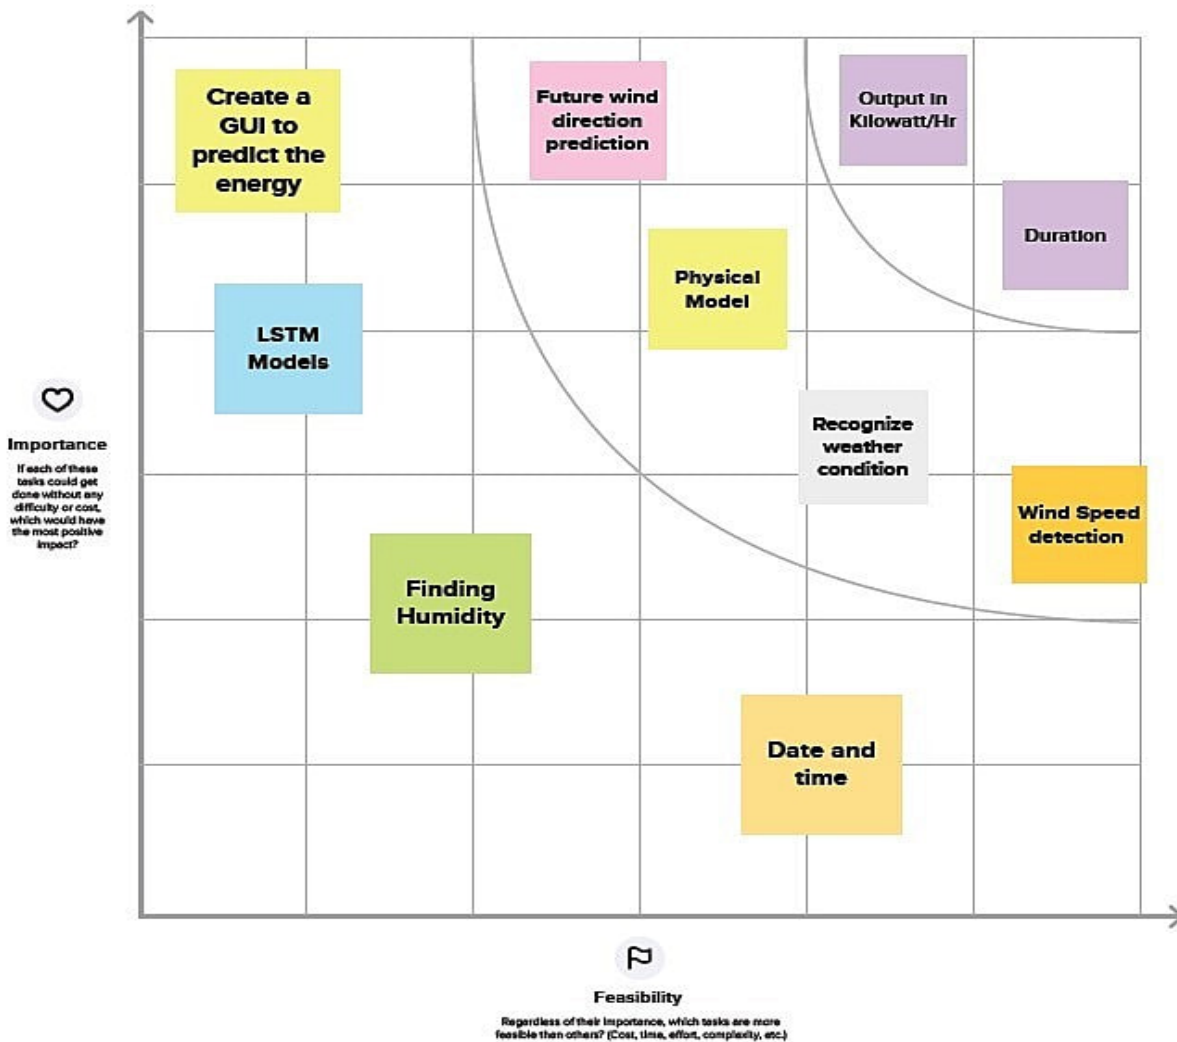 Create a
GUI to
predict the
energy
Future wind
direction
prediction
Output in
Kilowatt/Hr
Duration
Physical
Model
LSTM
Models
Recognize
weather
condition
Importance
If each of these
tasks could get
done without any
difficulty or cost,
which would have
the most positive
impact?
Wind Speed
detection
Finding
Humidity
Date and
time
Feasibility
Regardless of their importance, which tasks are more
feasible than others? (Cost, time, effort, complexity, etc.)